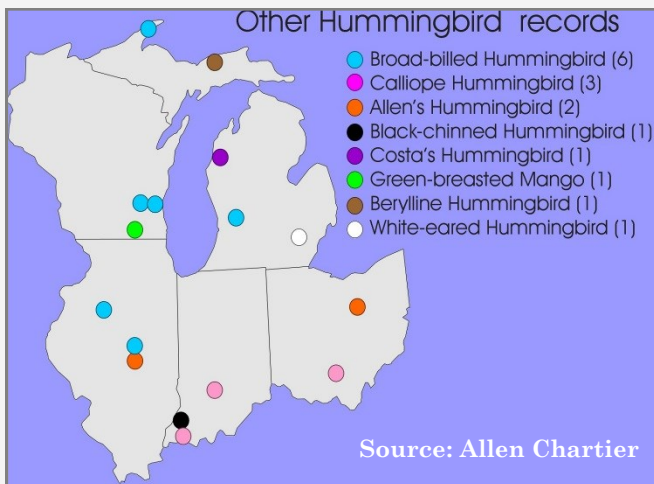 Other Hummingbird records
Broad-billed Hummingbird (6)
Calliope Hummingbird (3)
Allen's Hummingbird (2)
Black-chinned Hummingbird (1)
Costa's Hummingbird (1)
Green-breasted Mango (1)
Berylline Hummingbird (1)
White-eared Hummingbird (1)
Source: Allen Chartier